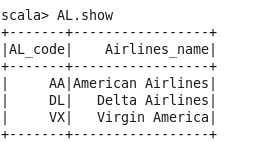 scala> AL.show
+-------+-----------------+
|AL_code|    Airlines_name|
+-------+-----------------+
|     AA|American Airlines|
|     DL|   Delta Airlines|
|     VX|   Virgin America|
+-------+-----------------+